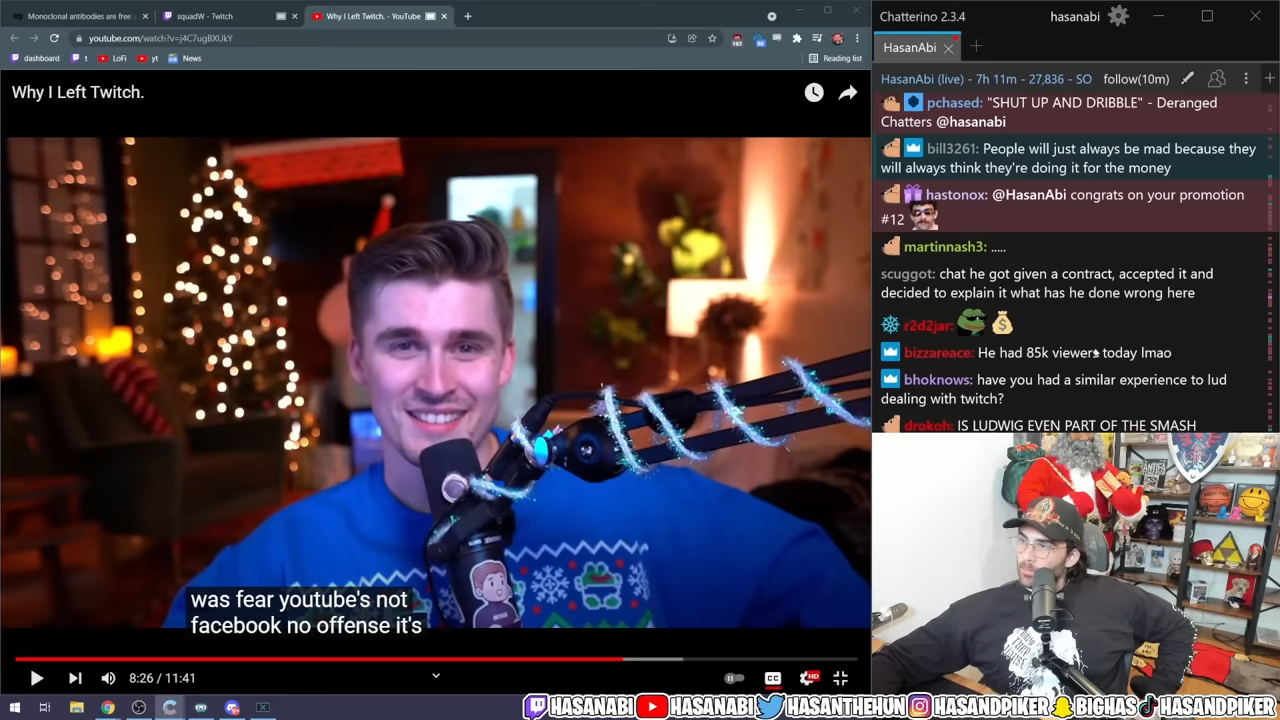 Monoclonal antibodies are free
squadW - Twitch
Why I Left Twitch. - YouTube
youtube.com/watch?v=j4C7ugBXUkY
163
98
dashboard
t
LoFi
yt
News
Reading list
Why I Left Twitch.
was fear youtube's not
facebook no offense it's
8:26 / 11:41
CC
HD
Chatterino 2.3.4
hasanabi
HasanAbi
HasanAbi (live) - 7h 11m - 27,836 - SO
follow(10m)
pchased: "SHUT UP AND DRIBBLE" - Deranged
Chatters @hasanabi
bill3261: People will just always be mad because they
will always think they're doing it for the money
hastonox: @HasanAbi congrats on your promotion
#12
martinnash3: .....
scuggot: chat he got given a contract, accepted it and
decided to explain it what has he done wrong here
r2d2jar:
bizzareace: He had 85k viewers today lmao
bhoknows: have you had a similar experience to lud
dealing with twitch?
drokoh: IS LUDWIG EVEN PART OF THE SMASH
HASANABI
HASANABI
HASANTHEHUN
HASANDPIKER
BIGHAS
HASANDPIKER